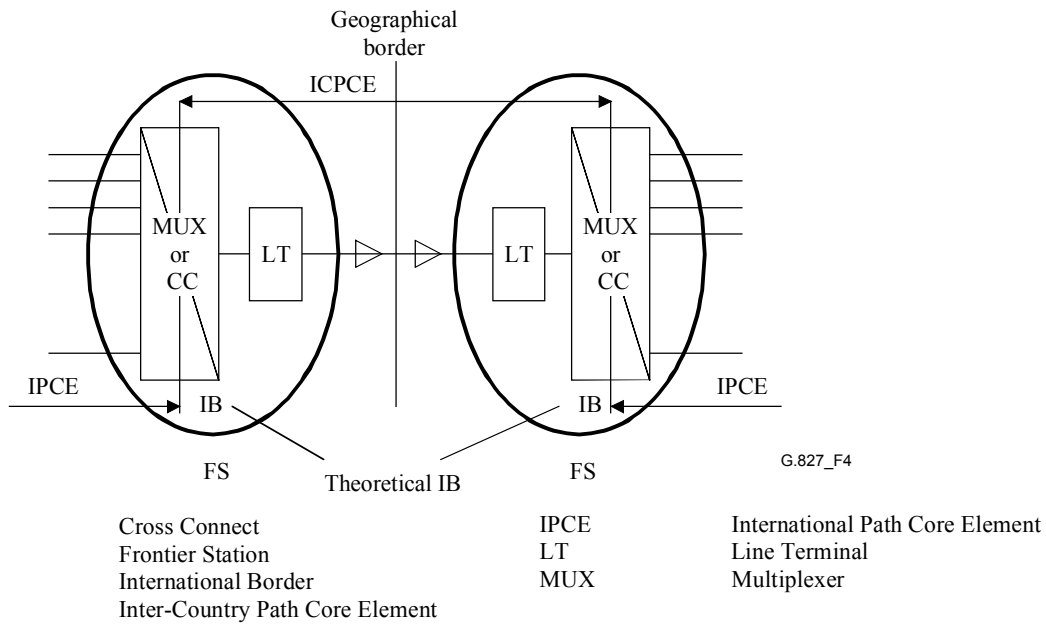 Geographical
border
ICPCE
MUX
or
CC
LT
LT
MUX
or
CC
IPCE
IB
IB
IPCE
FS
Theoretical IB
FS
G.827_F4
Cross Connect
Frontier Station
International Border
Inter-Country Path Core Element
IPCE International Path Core Element
LT Line Terminal
MUX Multiplexer